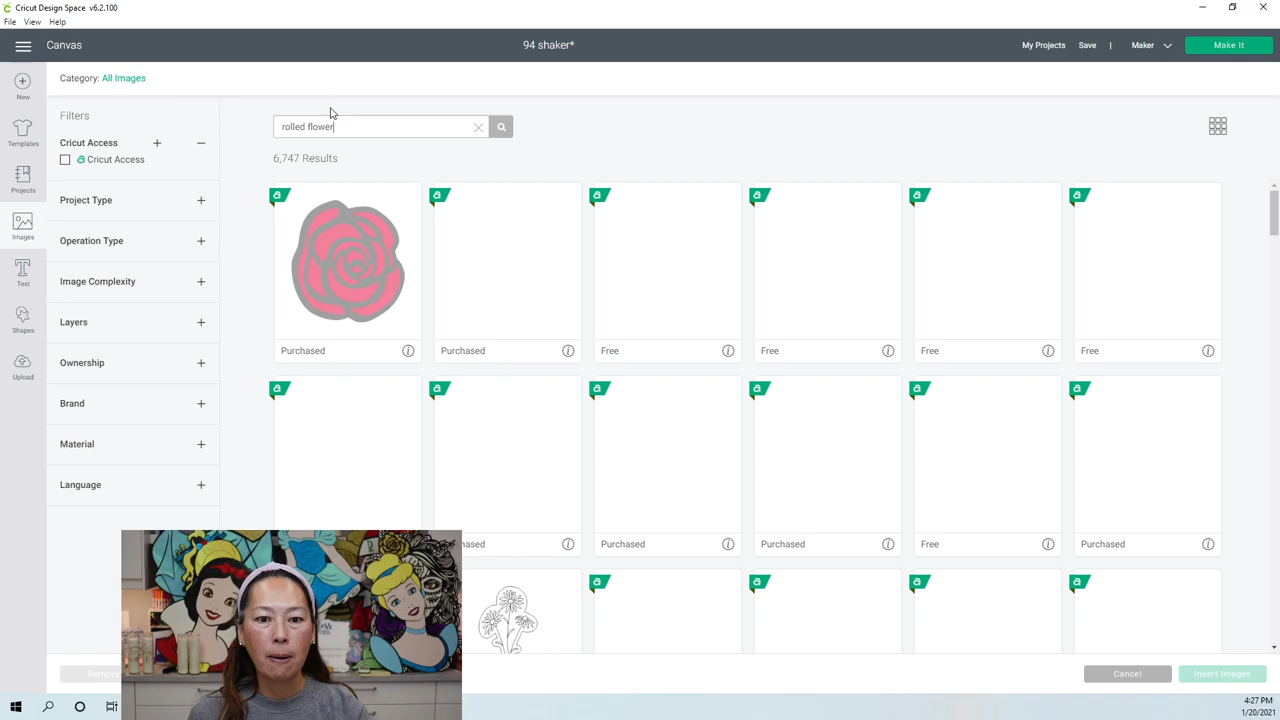 Cricut Design Space v6.2.100
File View Help
Canvas
94 shaker*
My Projects Save | Maker Make It
New
Templates
Projects
Images
Text
Shapes
Upload
Category: All Images
Filters
Cricut Access
Cricut Access
Project Type
Operation Type
Image Complexity
Layers
Ownership
Brand
Material
Language
rolled flower
6,747 Results
Purchased Purchased Free Free Free Free
Purchased Purchased Free Purchased
Cancel Insert Images
4:27 PM
1/20/2021